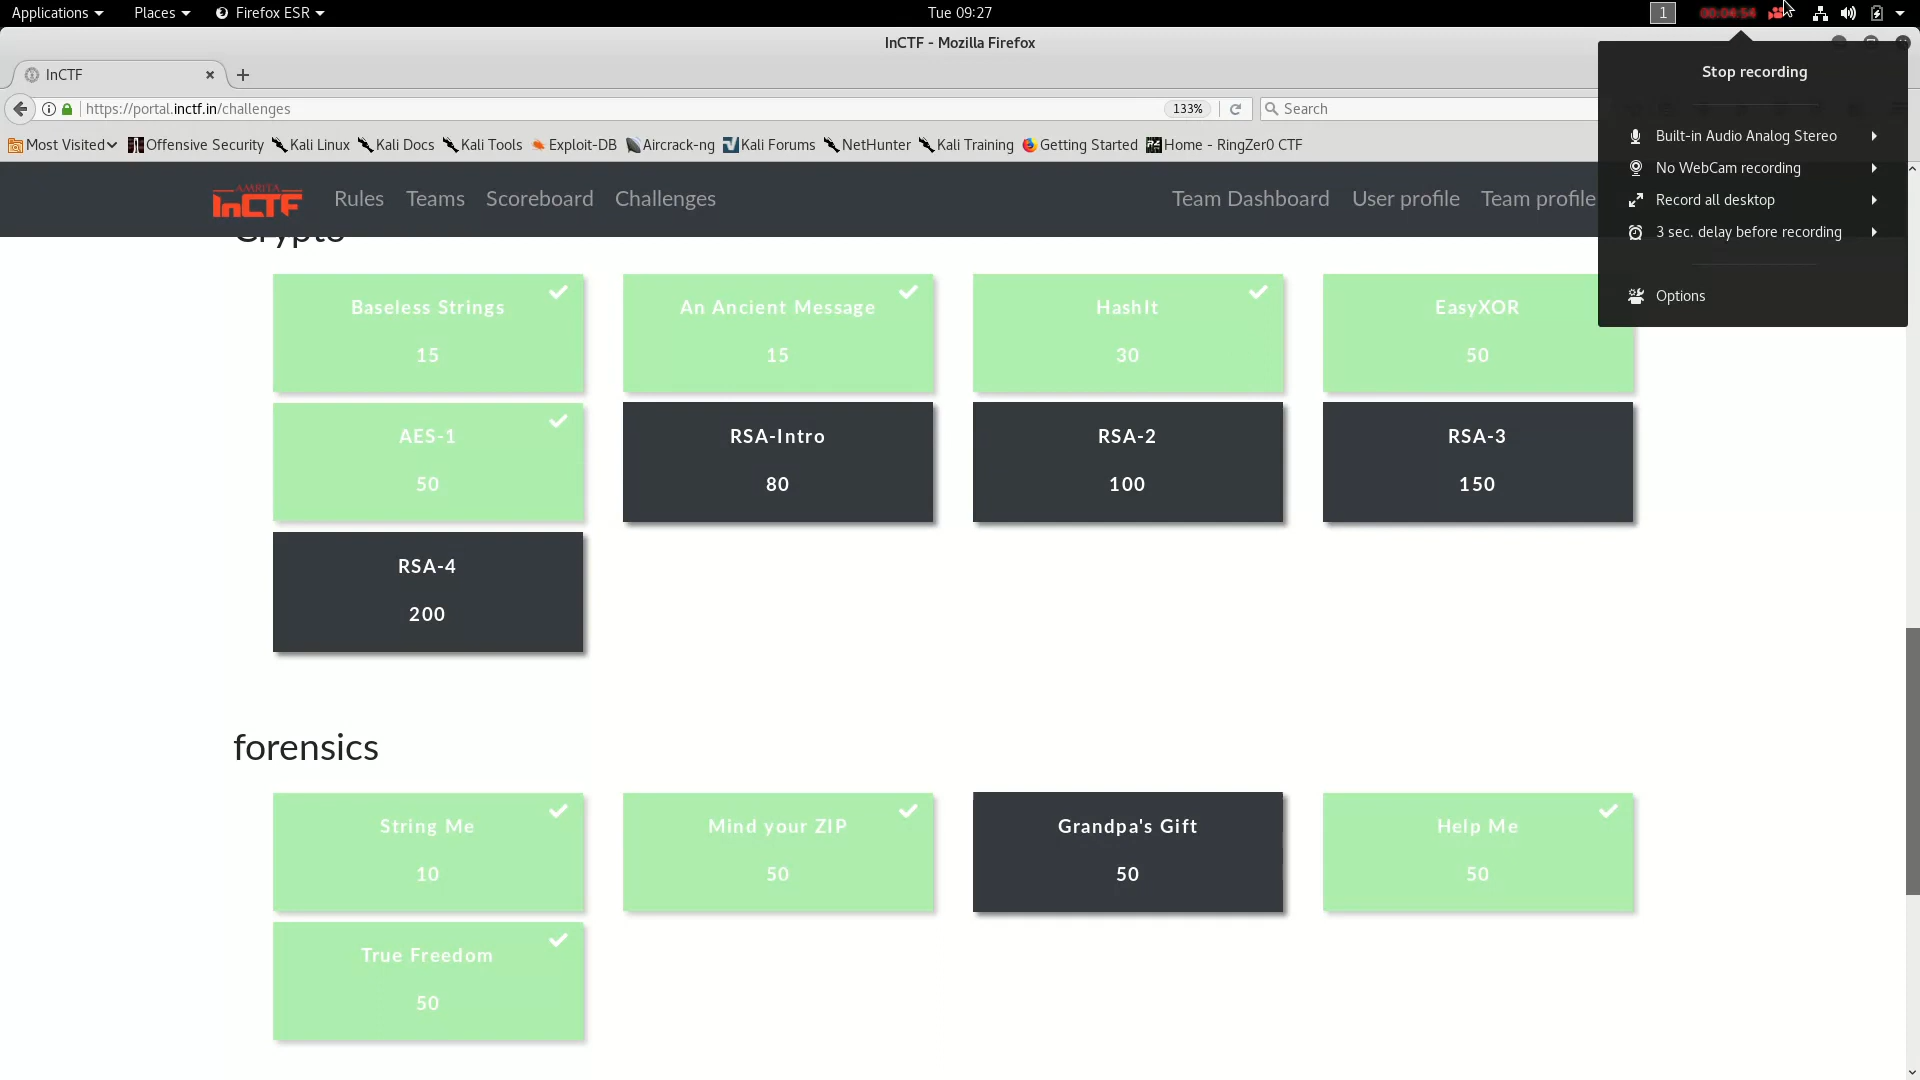 Applications Places Firefox ESR Tue 09:27 1 00:04:54
InCTF - Mozilla Firefox
InCTF
https://portal.inctf.in/challenges 133% Search
Most Visited Offensive Security Kali Linux Kali Docs Kali Tools Exploit-DB Aircrack-ng Kali Forums NetHunter Kali Training Getting Started Home - RingZer0 CTF
Stop recording
Built-in Audio Analog Stereo
No WebCam recording
Record all desktop
3 sec. delay before recording
Options
AMRITA
InCTF Rules Teams Scoreboard Challenges Team Dashboard User profile Team profile
Crypto
Baseless Strings An Ancient Message HashIt EasyXOR
15 15 30 50
AES-1 RSA-Intro RSA-2 RSA-3
50 80 100 150
RSA-4
200
forensics
String Me Mind your ZIP Grandpa's Gift Help Me
10 50 50 50
True Freedom
50